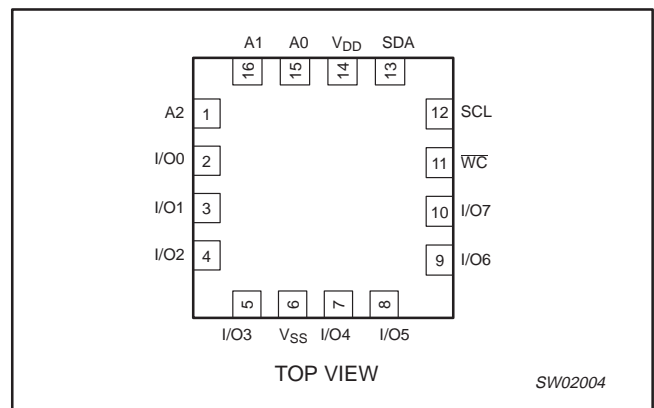 A1 A0 VDD SDA
16 15 14 13
A2 1 12 SCL
I/O0 2 11 W̅C̅
I/O1 3 10 I/O7
I/O2 4 9 I/O6
5 6 7 8
I/O3 VSS I/O4 I/O5
TOP VIEW
SW02004